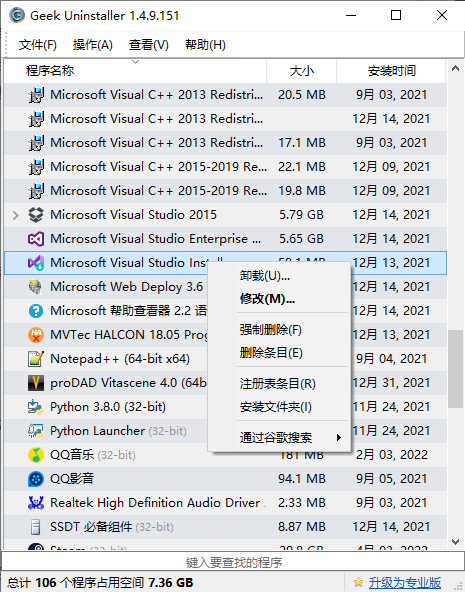 Geek Uninstaller 1.4.9.151
文件(F) 操作(A) 查看(V) 帮助(H)
程序名称 大小 安装时间
Microsoft Visual C++ 2013 Redistri... 20.5 MB 9月 03, 2021
Microsoft Visual C++ 2013 Redistri... 12月 14, 2021
Microsoft Visual C++ 2013 Redistri... 17.1 MB 9月 03, 2021
Microsoft Visual C++ 2015-2019 Re... 22.1 MB 12月 09, 2021
Microsoft Visual C++ 2015-2019 Re... 19.8 MB 12月 09, 2021
Microsoft Visual Studio 2015 5.79 GB 12月 14, 2021
Microsoft Visual Studio Enterprise ... 5.65 GB 12月 14, 2021
Microsoft Visual Studio Install 12月 13, 2021
卸载(U)...
Microsoft Web Deploy 3.6 12月 14, 2021
修改(M)...
Microsoft 帮助查看器 2.2 语 12月 14, 2021
强制删除(F)
MVTec HALCON 18.05 Prog 12月 13, 2021
删除条目(E)
Notepad++ (64-bit x64) 9月 04, 2021
proDAD Vitascene 4.0 (64-bit) 12月 31, 2021
注册表条目(R)
Python 3.8.0 (32-bit) 11月 24, 2021
安装文件夹(I)
Python Launcher (32-bit) 11月 24, 2021
通过谷歌搜索
QQ音乐 (32-bit) 181 MB 2月 03, 2022
QQ影音 94.1 MB 9月 05, 2021
Realtek High Definition Audio Driver 2.33 MB 9月 03, 2021
SSDT 必备组件 (32-bit) 8.87 MB 12月 14, 2021
Steam (32-bit) 20.8 GB 4月 03, 2022
键入要查找的程序
总计 106 个程序占用空间 7.36 GB 升级为专业版